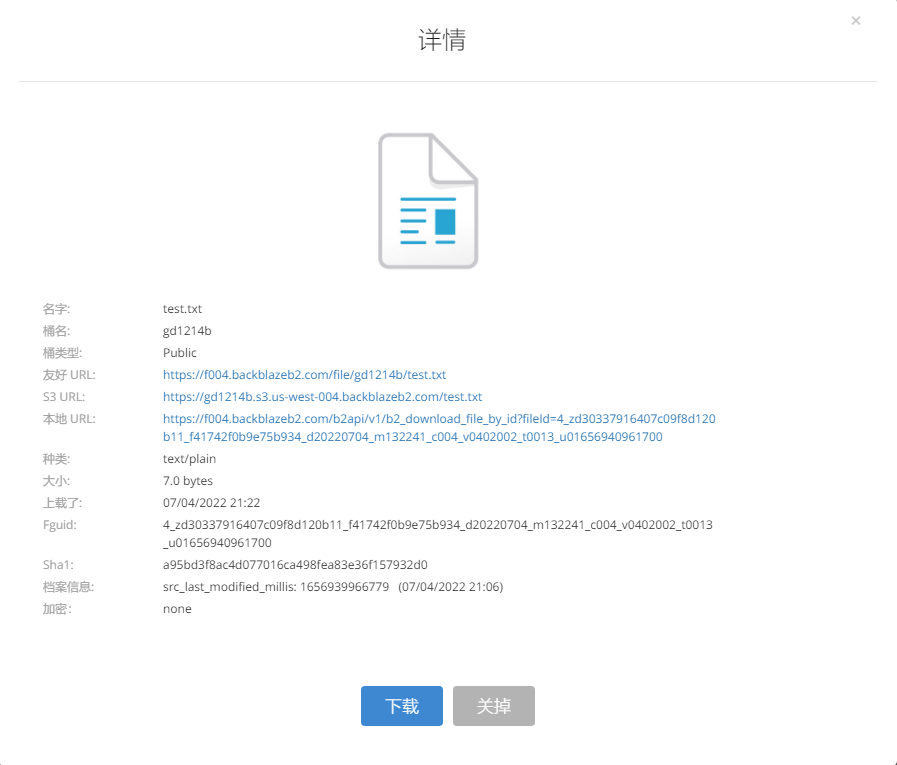 ×
详情
名字: test.txt
桶名: gd1214b
桶类型: Public
友好 URL: https://f004.backblazeb2.com/file/gd1214b/test.txt
S3 URL: https://gd1214b.s3.us-west-004.backblazeb2.com/test.txt
本地 URL: https://f004.backblazeb2.com/b2api/v1/b2_download_file_by_id?fileId=4_zd30337916407c09f8d120
b11_f41742f0b9e75b934_d20220704_m132241_c004_v0402002_t0013_u01656940961700
种类: text/plain
大小: 7.0 bytes
上载了: 07/04/2022 21:22
Fguid: 4_zd30337916407c09f8d120b11_f41742f0b9e75b934_d20220704_m132241_c004_v0402002_t0013
_u01656940961700
Sha1: a95bd3f8ac4d077016ca498fea83e36f157932d0
档案信息: src_last_modified_millis: 1656939966779 (07/04/2022 21:06)
加密: none
下载 关掉